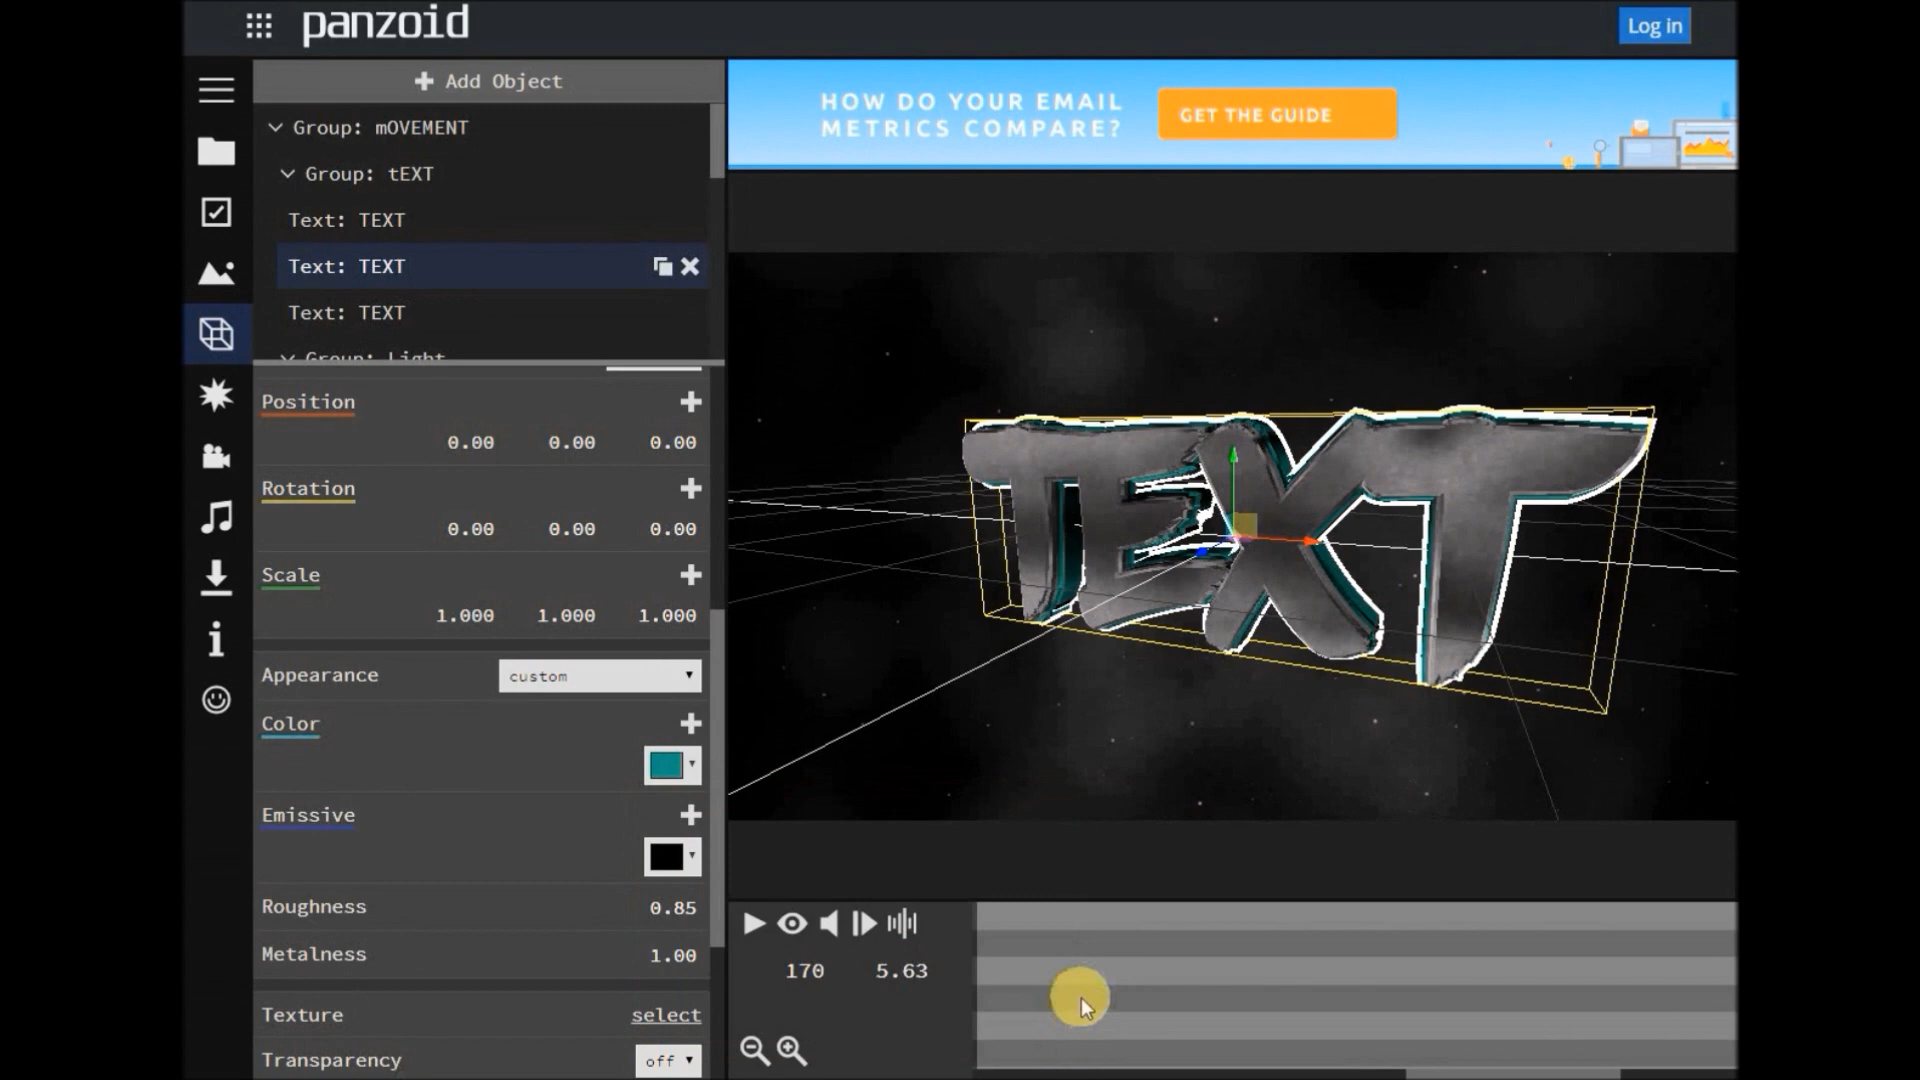 panzoid
Log in
Add Object
HOW DO YOUR EMAIL
METRICS COMPARE?
GET THE GUIDE
Group: mOVEMENT
Group: tEXT
Text: TEXT
Text: TEXT
Text: TEXT
Group: Light
Position
0.00 0.00 0.00
Rotation
0.00 0.00 0.00
Scale
1.000 1.000 1.000
Appearance custom
Color
Emissive
Roughness 0.85
Metalness 1.00
Texture select
Transparency off
TEXT
170 5.63